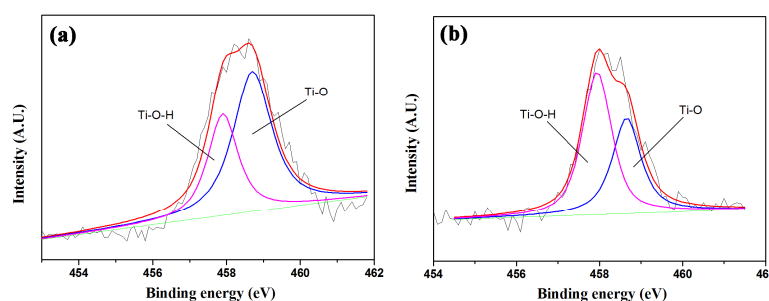 (a)
Intensity (A.U.)
Ti-O-H
Ti-O
454 456 458 460 462
Binding energy (eV)
(b)
Intensity (A.U.)
Ti-O-H
Ti-O
454 456 458 460 46
Binding energy (eV)